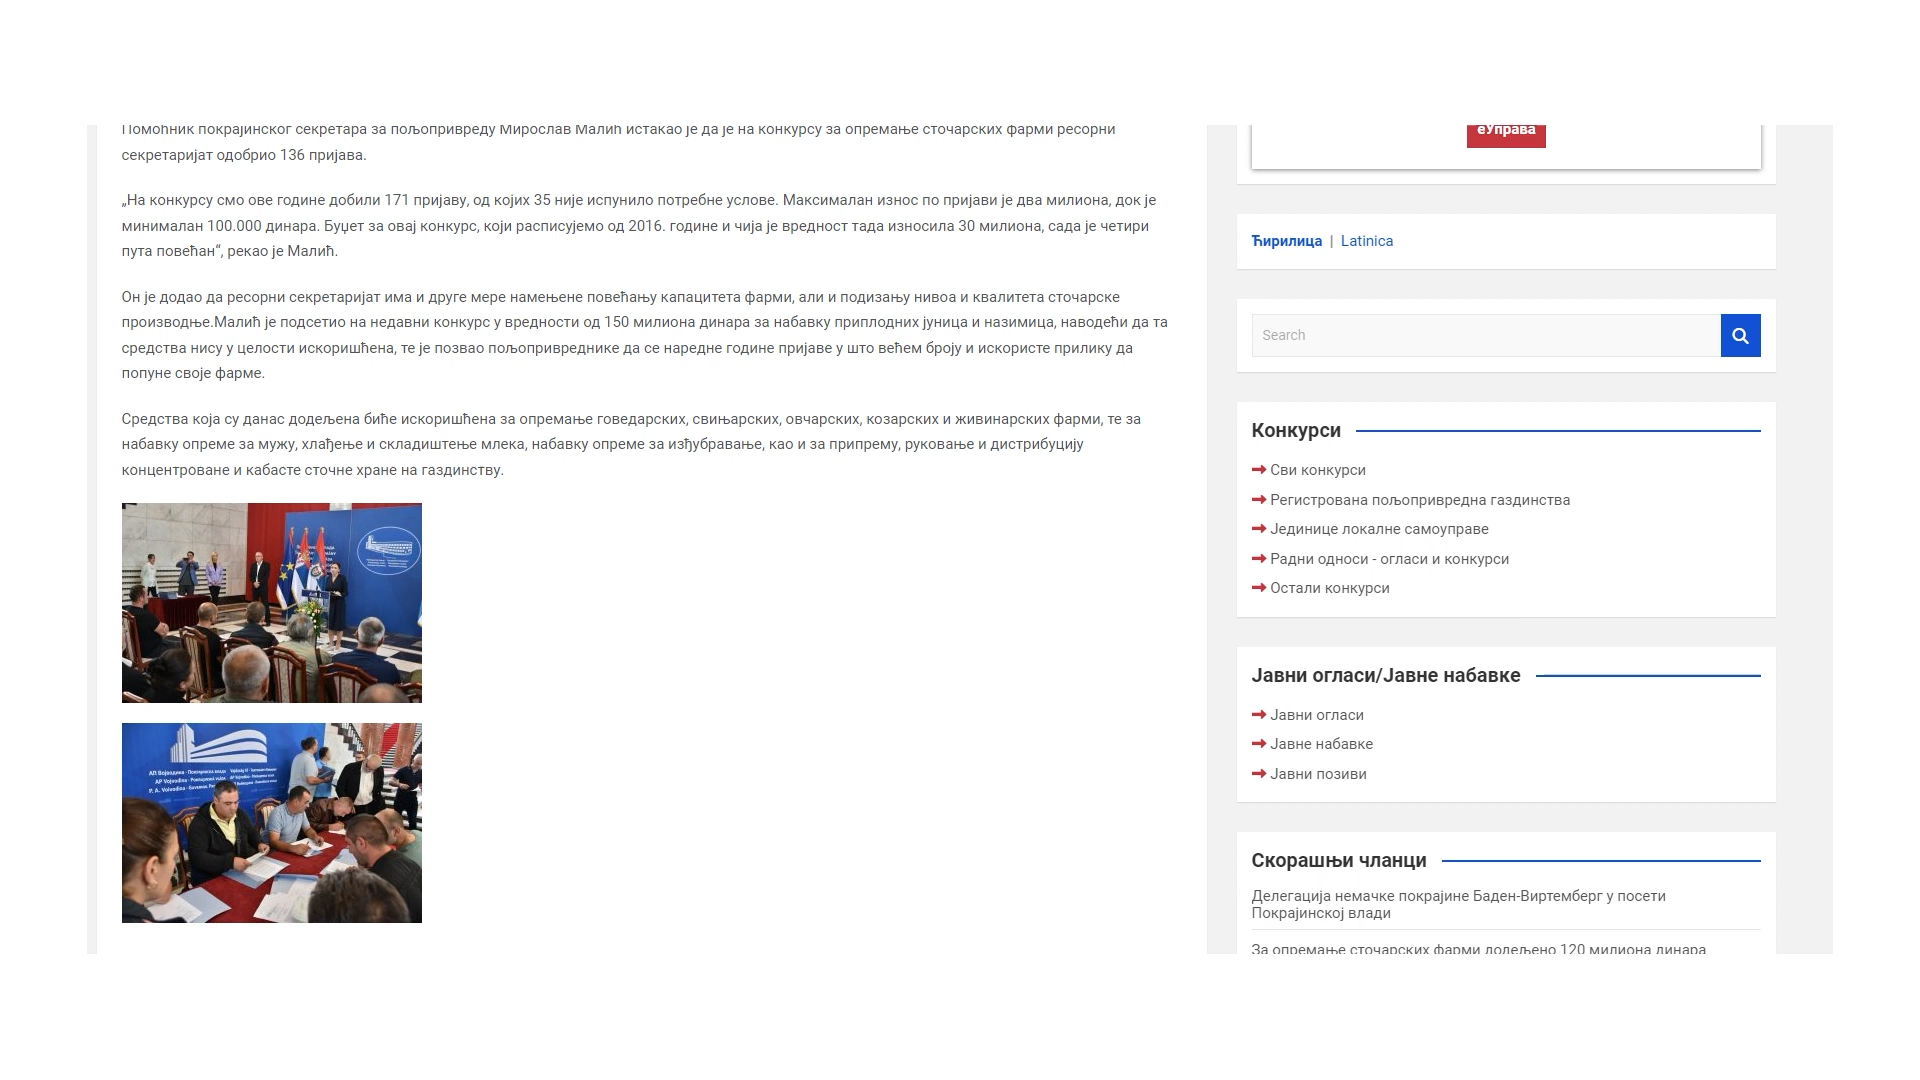 Помоћник покрајинског секретара за пољопривреду Мирослав Малић истакао је да је на конкурсу за опремање сточарских фарми ресорни
секретаријат одобрио 136 пријава.
„На конкурсу смо ове године добили 171 пријаву, од којих 35 није испунило потребне услове. Максималан износ по пријави је два милиона, док је
минималан 100.000 динара. Буџет за овај конкурс, који расписујемо од 2016. године и чија је вредност тада износила 30 милиона, сада је четири
пута повећан“, рекао је Малић.
Он је додао да ресорни секретаријат има и друге мере намењене повећању капацитета фарми, али и подизању нивоа и квалитета сточарске
производње.Малић је подсетио на недавни конкурс у вредности од 150 милиона динара за набавку приплодних јуница и назимица, наводећи да та
средства нису у целости искоришћена, те је позвао пољопривреднике да се наредне године пријаве у што већем броју и искористе прилику да
попуне своје фарме.
Средства која су данас додељена биће искоришћена за опремање говедарских, свињарских, овчарских, козарских и живинарских фарми, те за
набавку опреме за мужу, хлађење и складиштење млека, набавку опреме за изђубравање, као и за припрему, руковање и дистрибуцију
концентроване и кабасте сточне хране на газдинству.
АП Војводина · Покрајинска влада
AP Vojvodina
еУправа
Ћирилица | Latinica
Search
Конкурси
Сви конкурси
Регистрована пољопривредна газдинства
Јединице локалне самоуправе
Радни односи - огласи и конкурси
Остали конкурси
Јавни огласи/Јавне набавке
Јавни огласи
Јавне набавке
Јавни позиви
Скорашњи чланци
Делегација немачке покрајине Баден-Виртемберг у посети
Покрајинској влади
За опремање сточарских фарми додељено 120 милиона динара